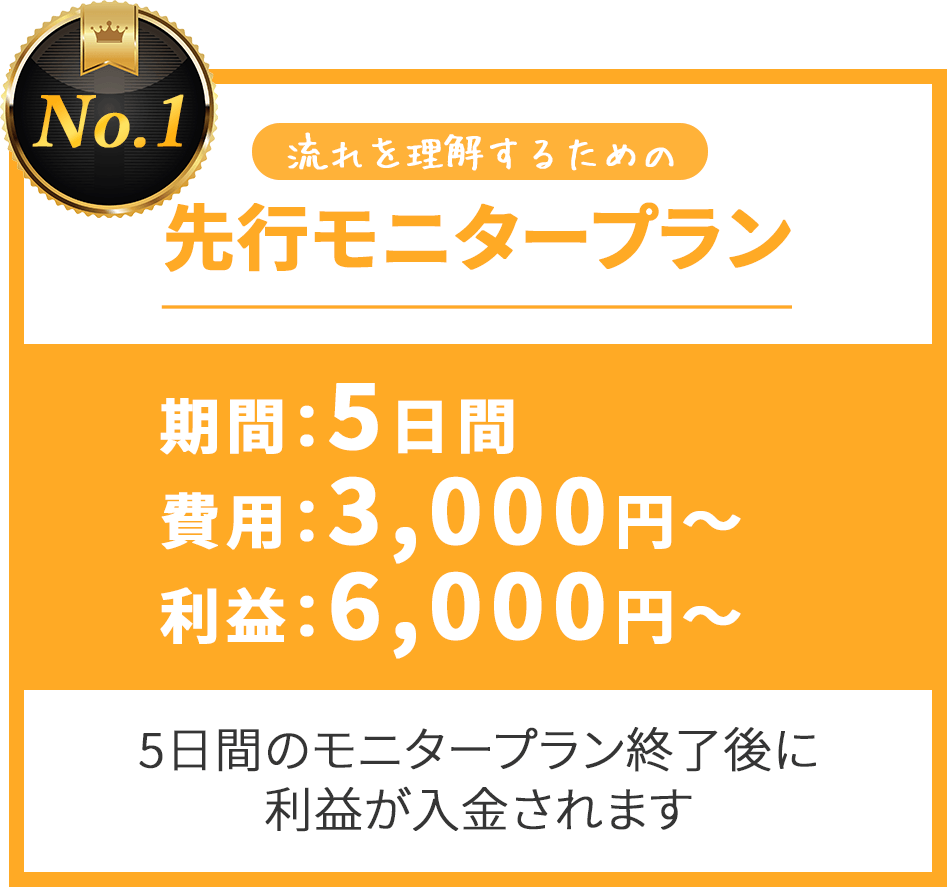 No.1
流れを理解するための
先行モニタープラン
期間：5日間
費用：3,000円～
利益：6,000円～
5日間のモニタープラン終了後に
利益が入金されます